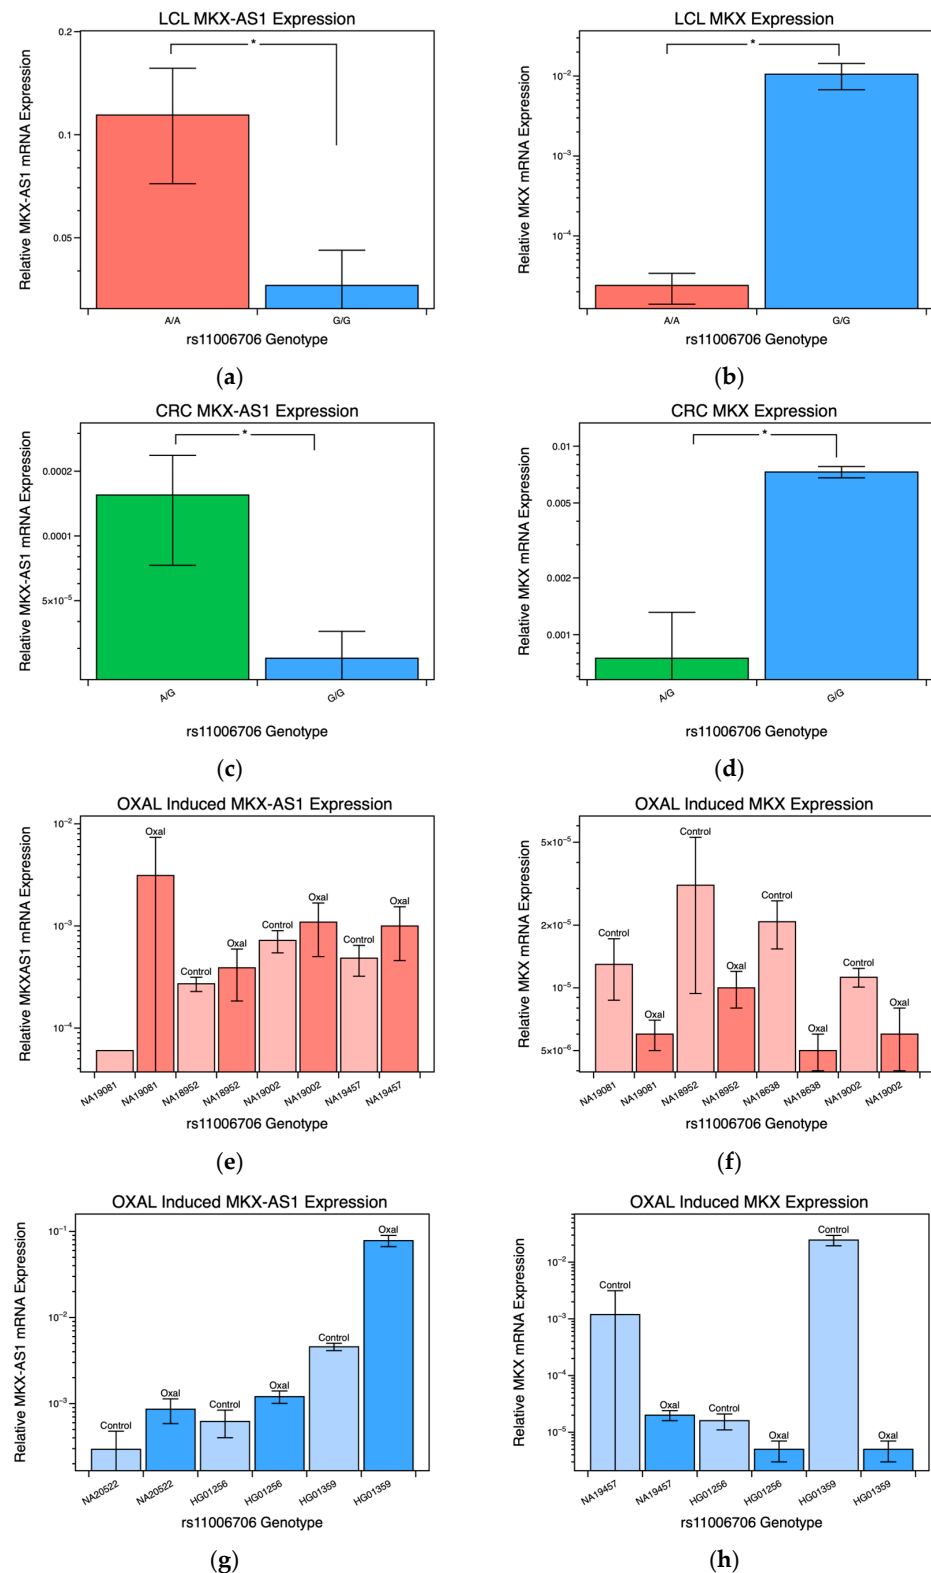 LCL MKX-AS1 Expression
Relative MKX-AS1 mRNA Expression
0.2
0.1
0.05
*
A/A G/G
rs11006706 Genotype
(a)
LCL MKX Expression
Relative MKX mRNA Expression
10⁻²
10⁻³
10⁻⁴
*
A/A G/G
rs11006706 Genotype
(b)
CRC MKX-AS1 Expression
Relative MKX-AS1 mRNA Expression
0.0002
0.0001
5×10⁻⁵
*
A/G G/G
rs11006706 Genotype
(c)
CRC MKX Expression
Relative MKX mRNA Expression
0.01
0.005
0.002
0.001
*
A/G G/G
rs11006706 Genotype
(d)
OXAL Induced MKX-AS1 Expression
Relative MKXAS1 mRNA Expression
10⁻²
10⁻³
10⁻⁴
Oxal Control Oxal Control Oxal Control Oxal
NA19081 NA19081 NA18952 NA18952 NA19002 NA19002 NA19457 NA19457
rs11006706 Genotype
(e)
OXAL Induced MKX Expression
Relative MKX mRNA Expression
5×10⁻⁵
2×10⁻⁵
10⁻⁵
5×10⁻⁶
Control Oxal Control Oxal Control Oxal Control Oxal
NA19081 NA19081 NA18952 NA18952 NA18638 NA18638 NA19002 NA19002
rs11006706 Genotype
(f)
OXAL Induced MKX-AS1 Expression
Relative MKX-AS1 mRNA Expression
10⁻¹
10⁻²
10⁻³
Control Oxal Control Oxal Control Oxal
NA20522 NA20522 HG01256 HG01256 HG01359 HG01359
rs11006706 Genotype
(g)
OXAL Induced MKX Expression
Relative MKX mRNA Expression
10⁻²
10⁻³
10⁻⁴
10⁻⁵
Control Oxal Control Oxal Control Oxal
NA19457 NA19457 HG01256 HG01256 HG01359 HG01359
rs11006706 Genotype
(h)